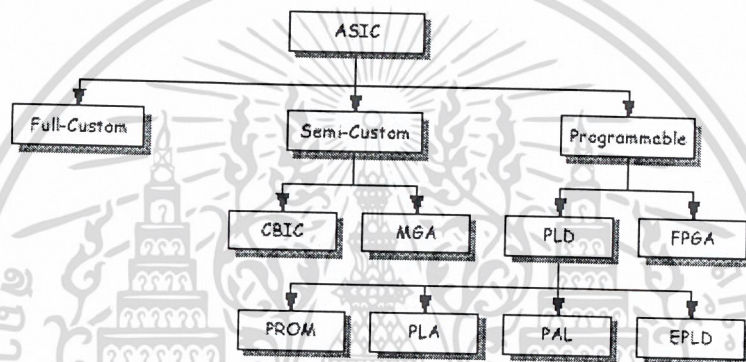 ASIC
Full-Custom
Semi-Custom
Programmable
CBIC
MGA
PLD
FPGA
PROM
PLA
PAL
EPLD